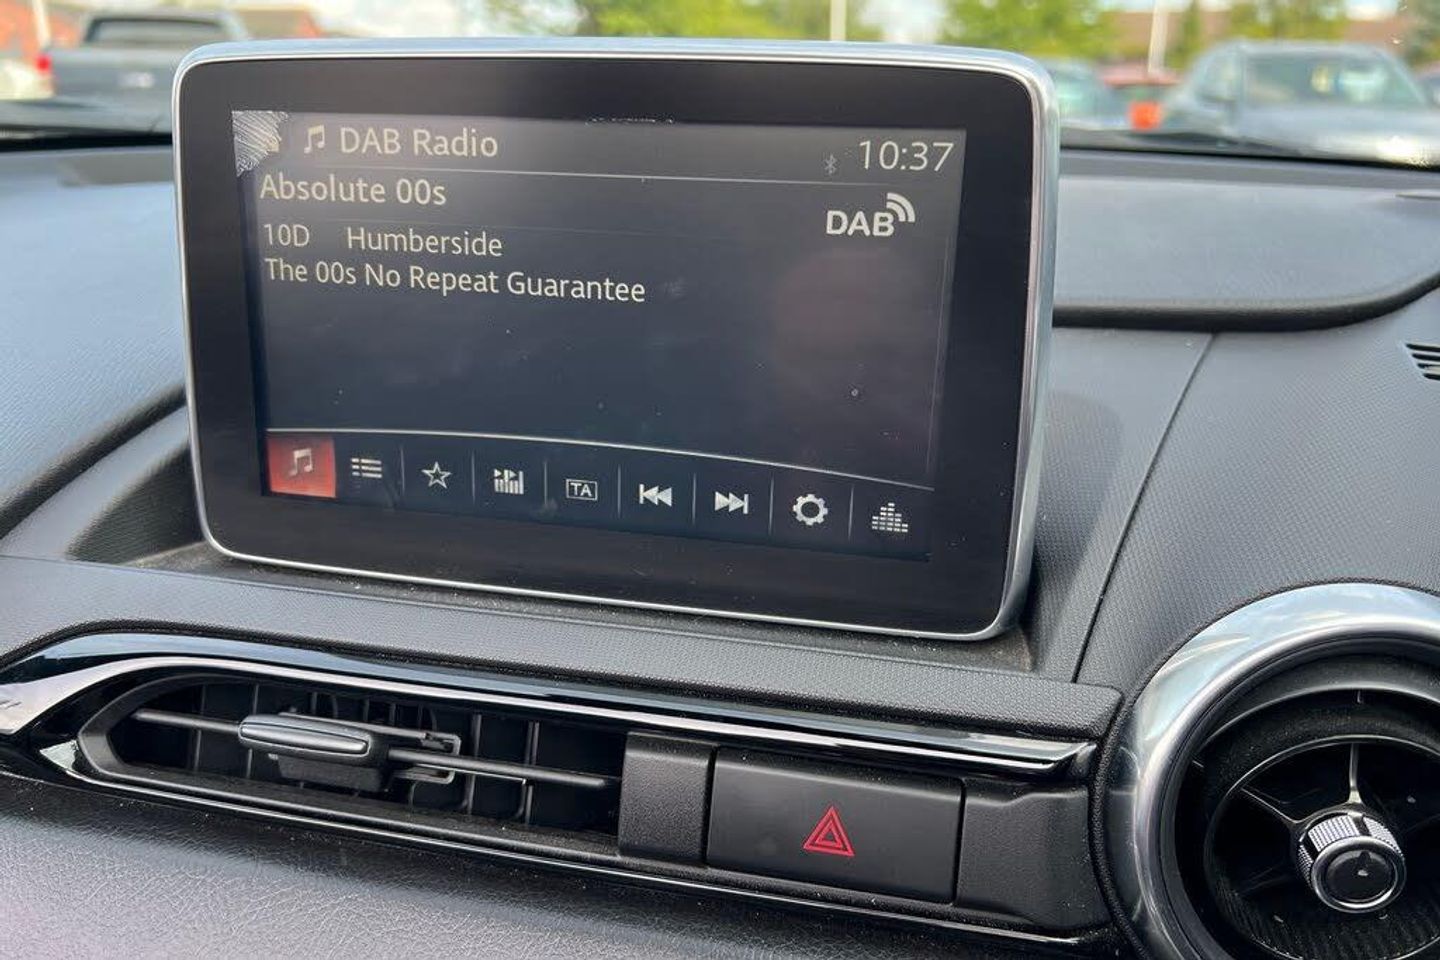 DAB Radio
10:37
Absolute 00s
DAB
10D Humberside
The 00s No Repeat Guarantee
TA